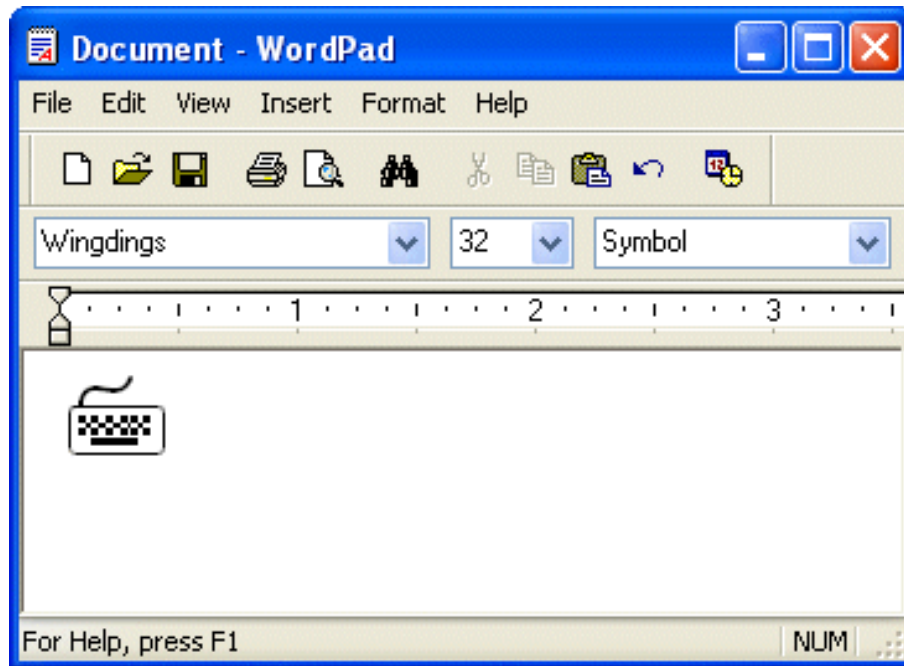 Document - WordPad
File Edit View Insert Format Help
12
Wingdings 32 Symbol
1 2 3
For Help, press F1 NUM